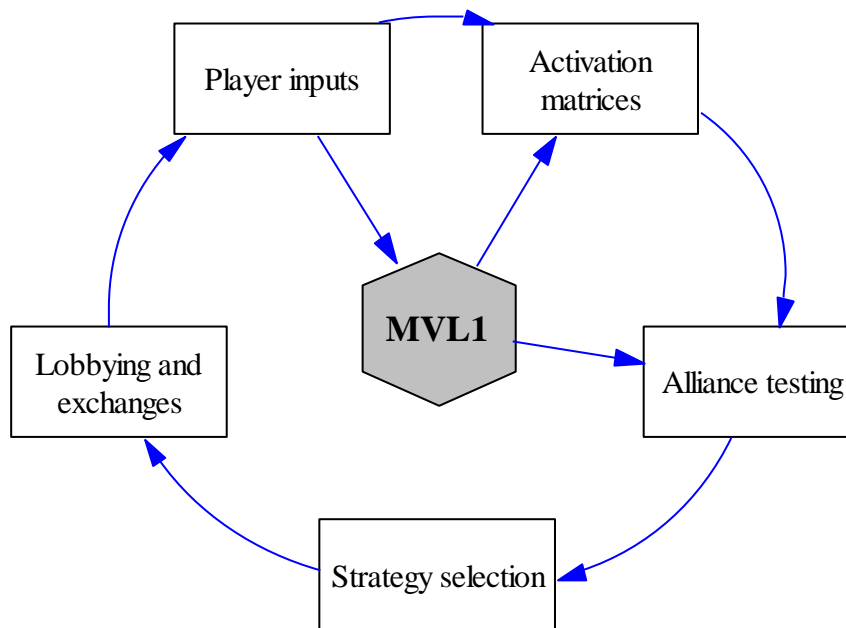 Player inputs
Activation
matrices
MVL1
Lobbying and
exchanges
Alliance testing
Strategy selection